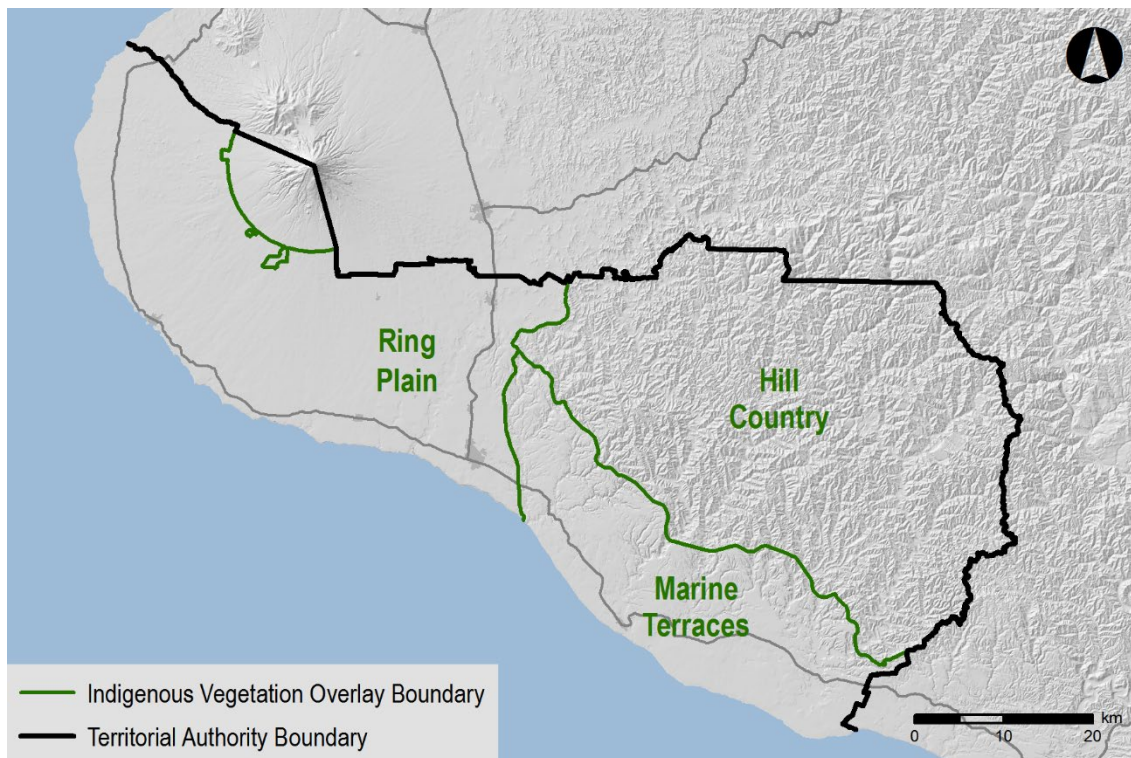 Ring
Plain
Hill
Country
Marine
Terraces
Indigenous Vegetation Overlay Boundary
Territorial Authority Boundary
km
0 10 20